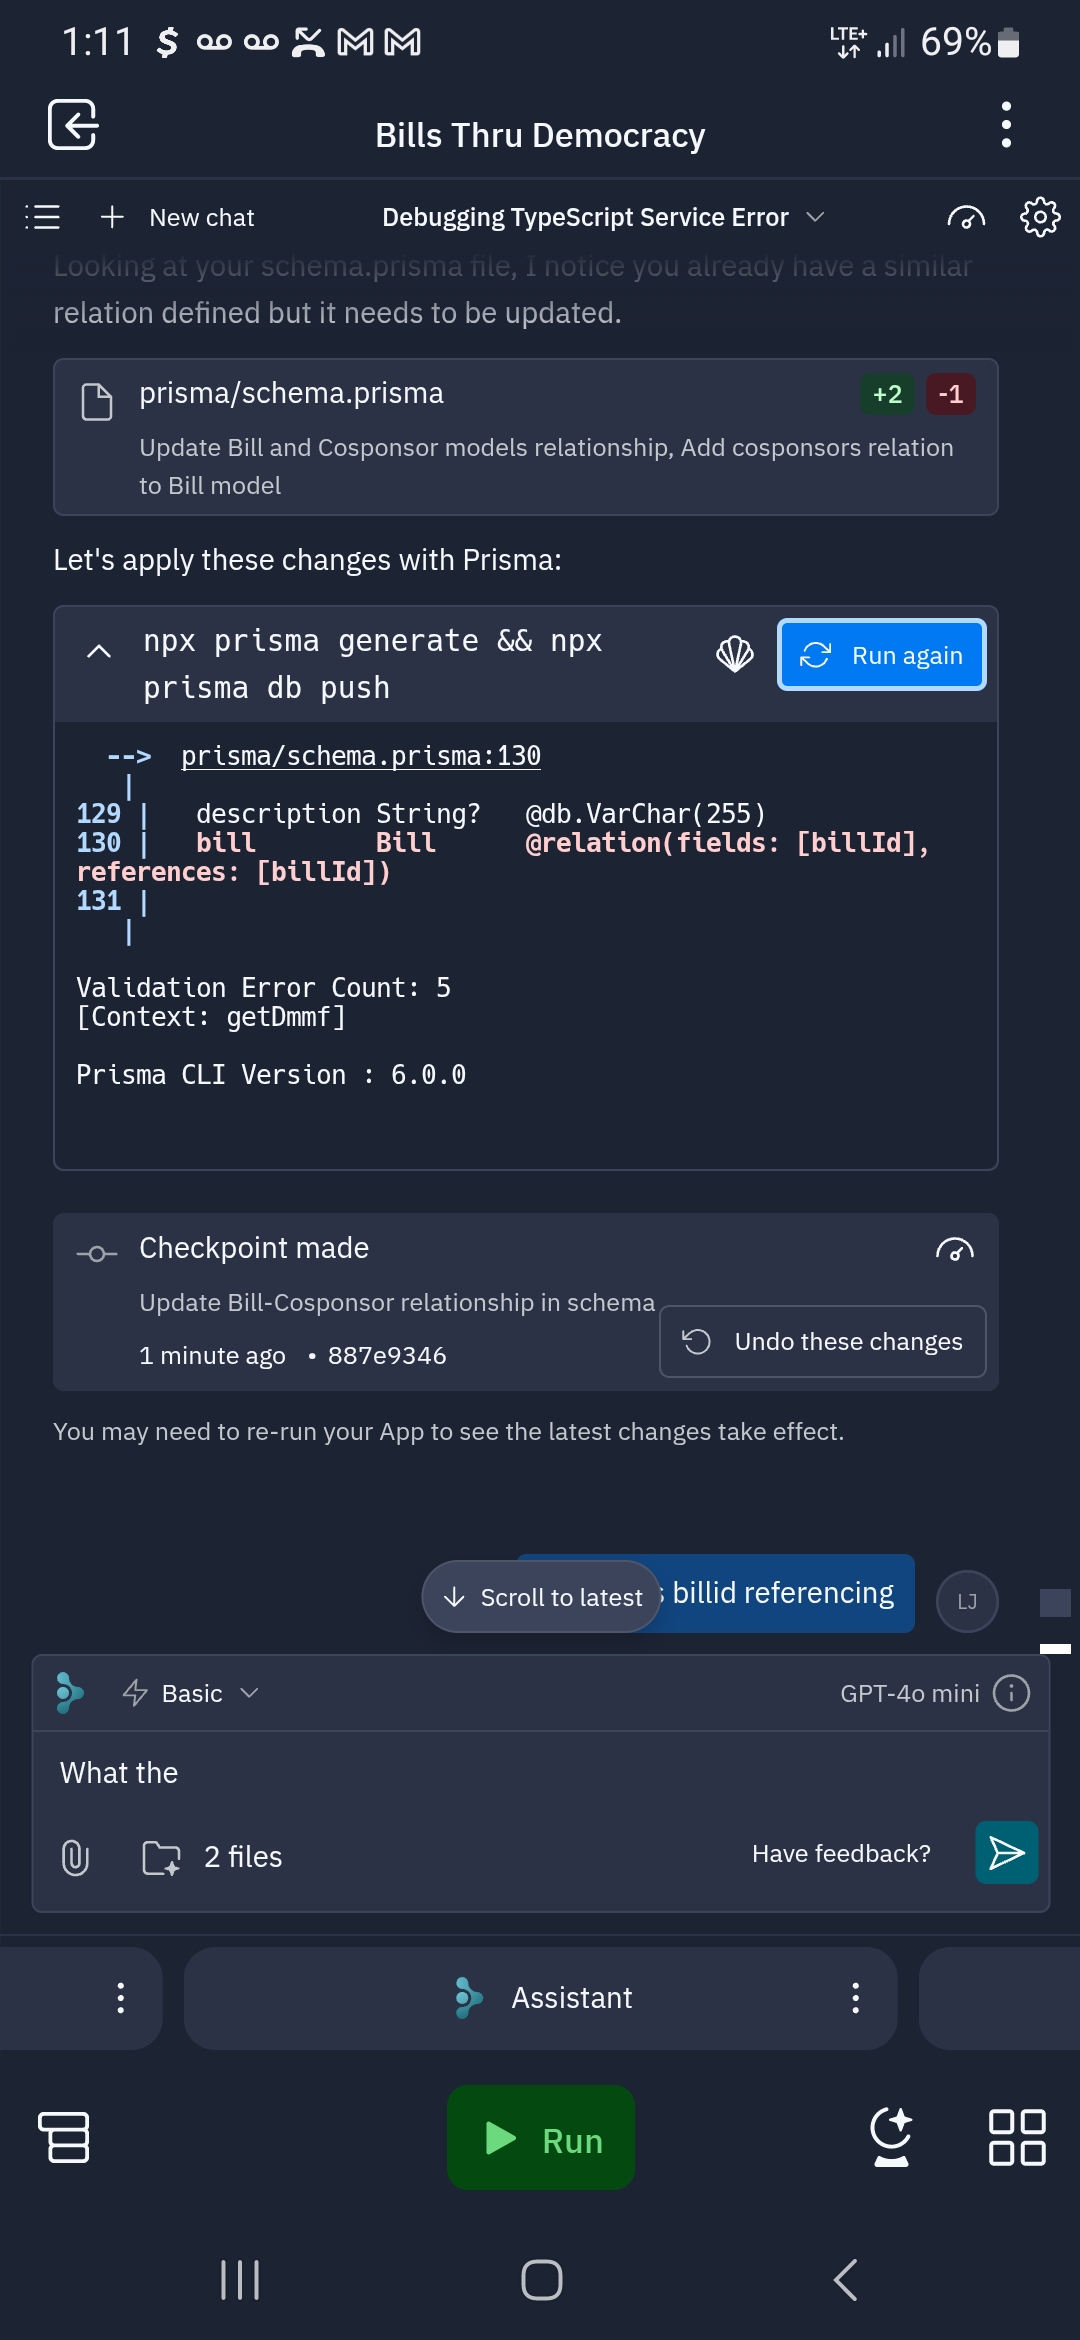 1:11
LTE+
69%
Bills Thru Democracy
New chat
Debugging TypeScript Service Error
Looking at your schema.prisma file, I notice you already have a similar
relation defined but it needs to be updated.
prisma/schema.prisma
+2 -1
Update Bill and Cosponsor models relationship, Add cosponsors relation
to Bill model
Let's apply these changes with Prisma:
npx prisma generate && npx
prisma db push
Run again
--> prisma/schema.prisma:130
|
129 | description String? @db.VarChar(255)
130 | bill Bill @relation(fields: [billId],
references: [billId])
131 |
|
Validation Error Count: 5
[Context: getDmmf]
Prisma CLI Version : 6.0.0
Checkpoint made
Update Bill-Cosponsor relationship in schema
1 minute ago • 887e9346
Undo these changes
You may need to re-run your App to see the latest changes take effect.
Scroll to latest
billid referencing
LJ
Basic
GPT-4o mini
What the
2 files
Have feedback?
Assistant
Run